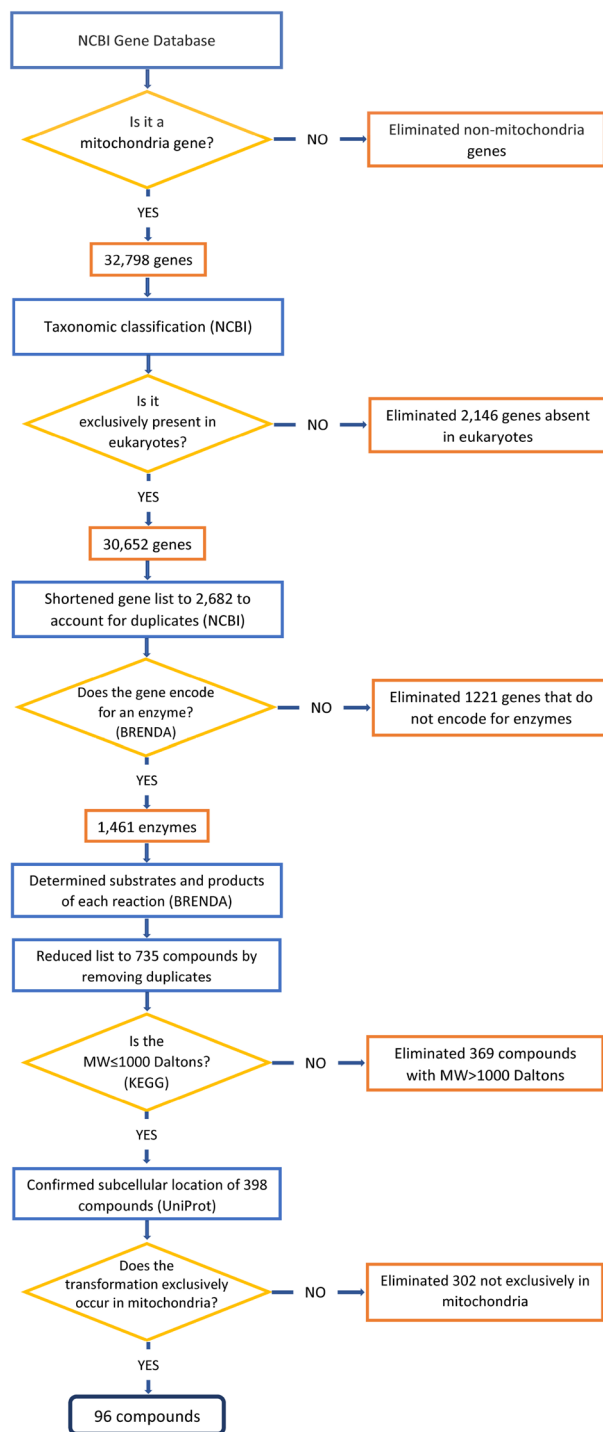 NCBI Gene Database
Is it a
mitochondria gene?
NO
Eliminated non-mitochondria
genes
YES
32,798 genes
Taxonomic classification (NCBI)
Is it
exclusively present in
eukaryotes?
NO
Eliminated 2,146 genes absent
in eukaryotes
YES
30,652 genes
Shortened gene list to 2,682 to
account for duplicates (NCBI)
Does the gene encode
for an enzyme?
(BRENDA)
NO
Eliminated 1221 genes that do
not encode for enzymes
YES
1,461 enzymes
Determined substrates and products
of each reaction (BRENDA)
Reduced list to 735 compounds by
removing duplicates
Is the
MW≤1000 Daltons?
(KEGG)
NO
Eliminated 369 compounds
with MW>1000 Daltons
YES
Confirmed subcellular location of 398
compounds (UniProt)
Does the
transformation exclusively
occur in mitochondria?
NO
Eliminated 302 not exclusively in
mitochondria
YES
96 compounds